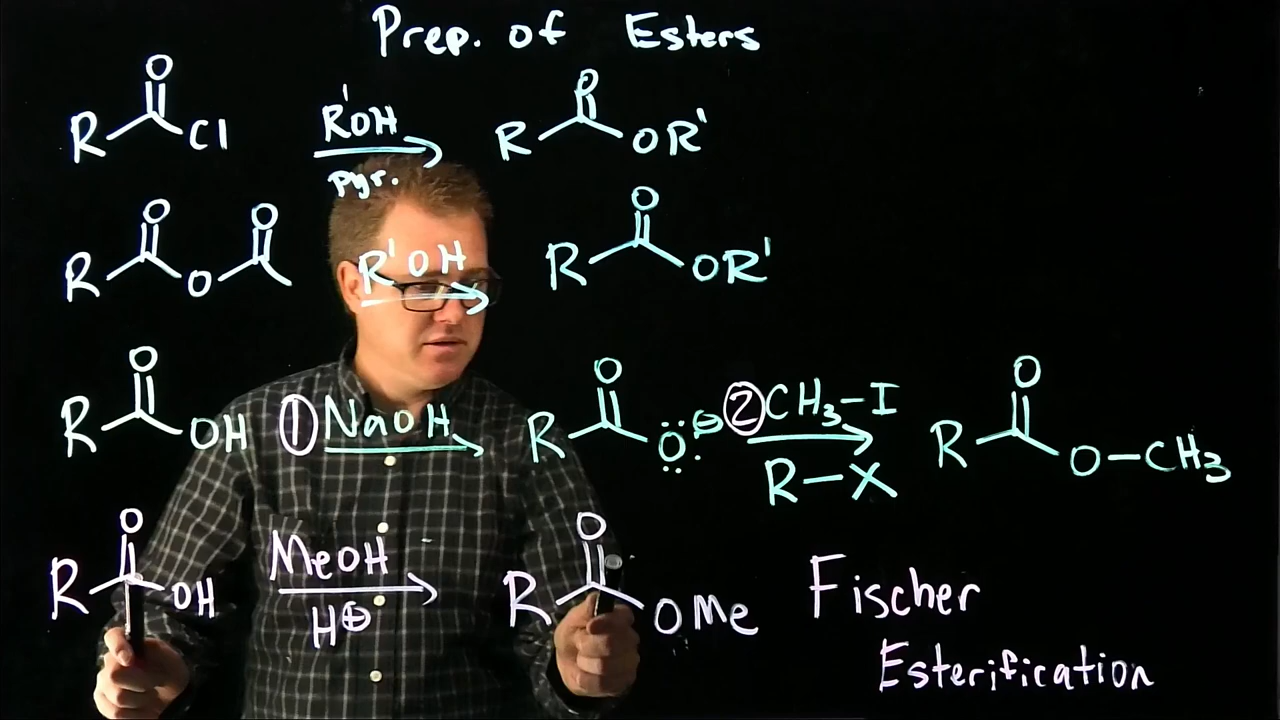 Prep. of Esters
O O
R Cl R'OH pyr. R OR'
O O O
R O R'OH R OR'
O O O
R OH ① NaOH R O ⊖ ② CH3-I R-X R O-CH3
O O
R OH MeOH H⊕ R OMe Fischer
Esterification